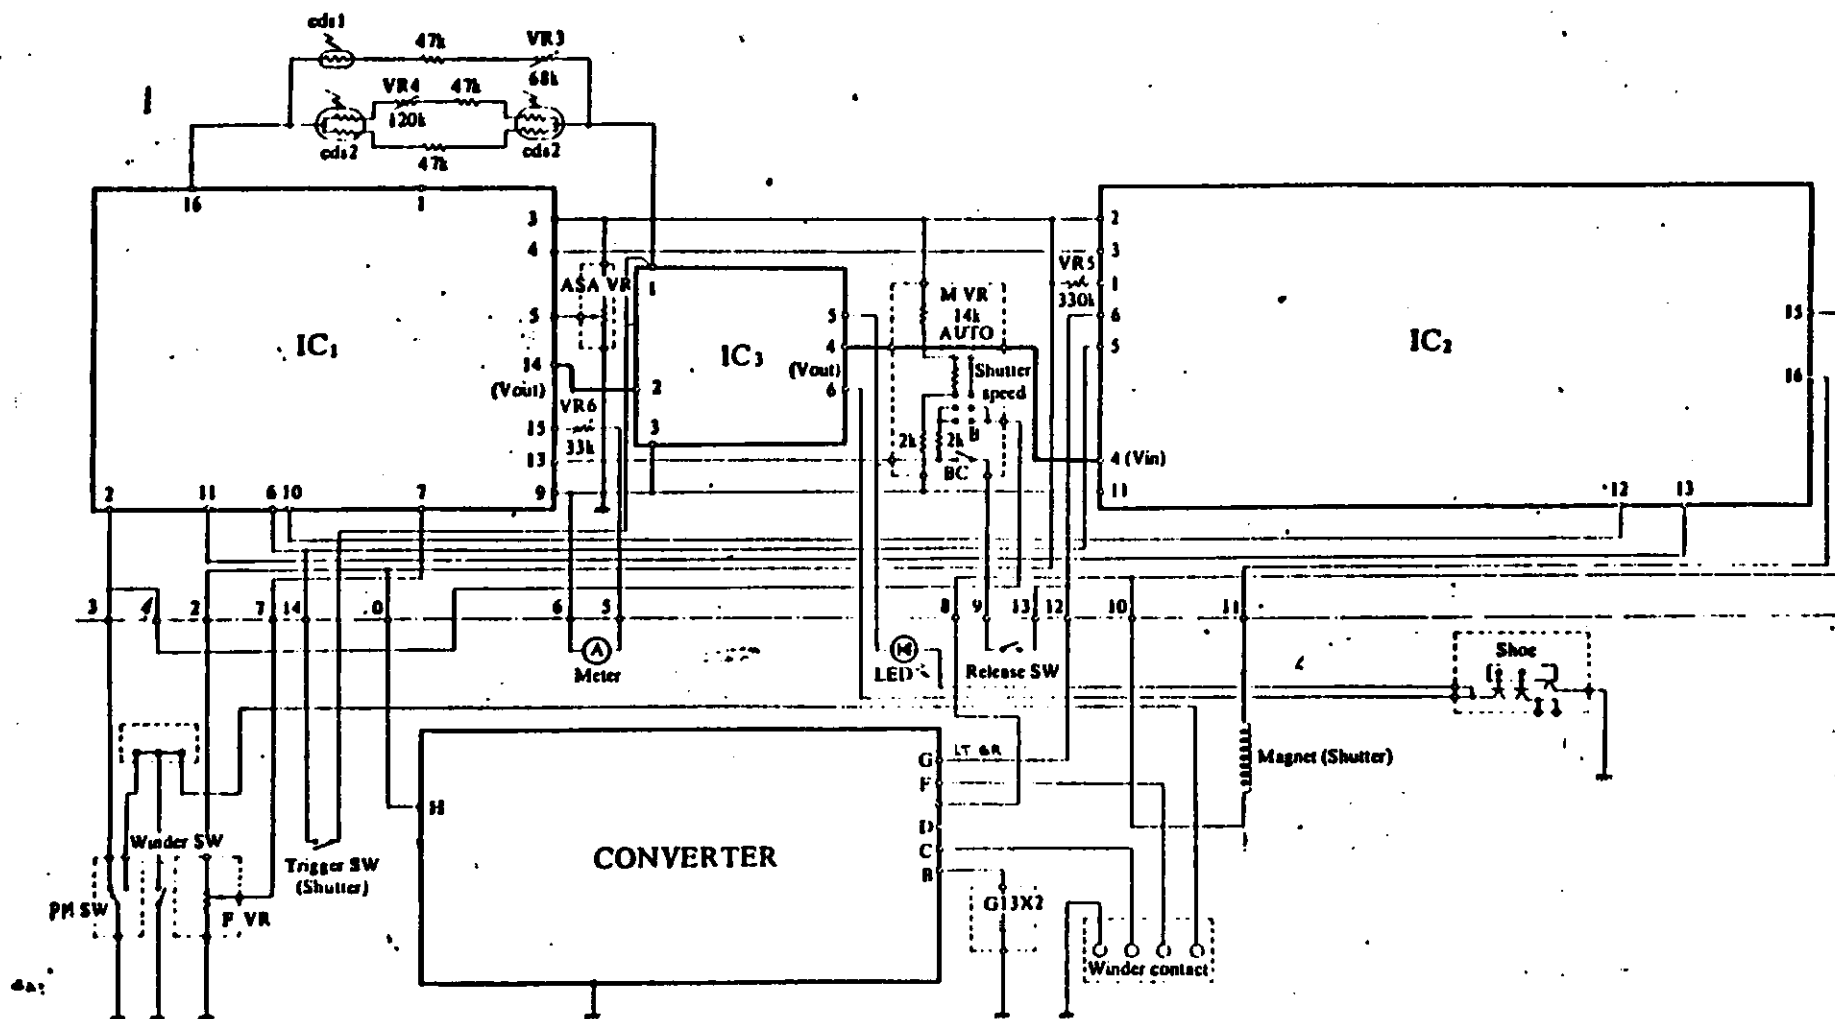 cds1
47k
VR3
68k
VR4
47k
120k
cds2
47k
cds2
16
1
3
4
5
14
(Vout)
15
13
9
2
11
6
10
7
IC1
ASA VR
VR6
33k
1
2
3
5
4
(Vout)
6
IC3
M VR
14k
AUTO
Shutter
speed
B
2k
2k
BC
VR5
330k
2
3
1
6
5
4 (Vin)
11
12
13
15
16
IC2
3
4
2
7
14
0
6
5
8
9
13
12
10
11
Meter
LED
Release SW
Shoe
Magnet (Shutter)
LT GR
G
F
D
C
B
H
CONVERTER
Winder SW
Trigger SW
(Shutter)
PM SW
F VR
G13X2
Winder contact